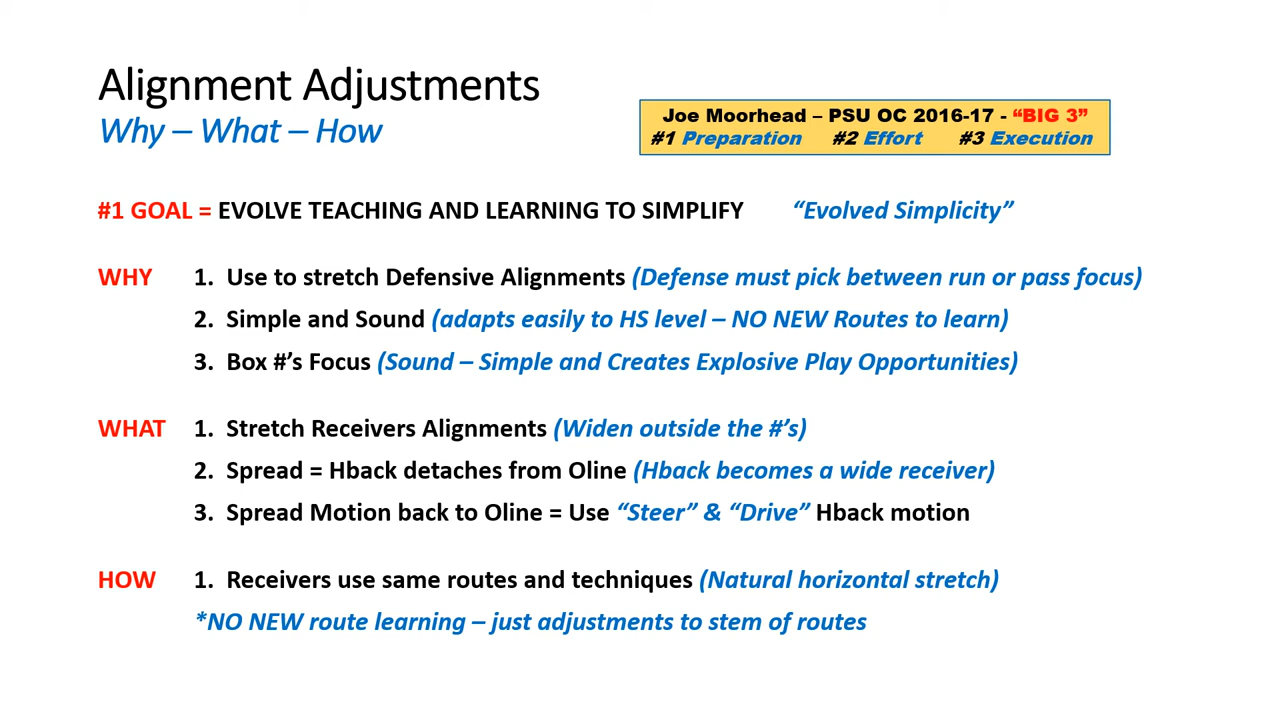 Alignment Adjustments
Why – What – How
Joe Moorhead – PSU OC 2016-17 - “BIG 3”
#1 Preparation #2 Effort #3 Execution
#1 GOAL = EVOLVE TEACHING AND LEARNING TO SIMPLIFY “Evolved Simplicity”
WHY 1. Use to stretch Defensive Alignments (Defense must pick between run or pass focus)
2. Simple and Sound (adapts easily to HS level – NO NEW Routes to learn)
3. Box #’s Focus (Sound – Simple and Creates Explosive Play Opportunities)
WHAT 1. Stretch Receivers Alignments (Widen outside the #’s)
2. Spread = Hback detaches from Oline (Hback becomes a wide receiver)
3. Spread Motion back to Oline = Use “Steer” & “Drive” Hback motion
HOW 1. Receivers use same routes and techniques (Natural horizontal stretch)
*NO NEW route learning – just adjustments to stem of routes